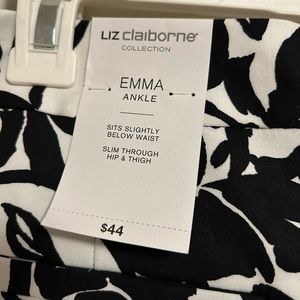 LIZ claiborne®
COLLECTION
EMMA
ANKLE
SITS SLIGHTLY
BELOW WAIST
SLIM THROUGH
HIP & THIGH
$44